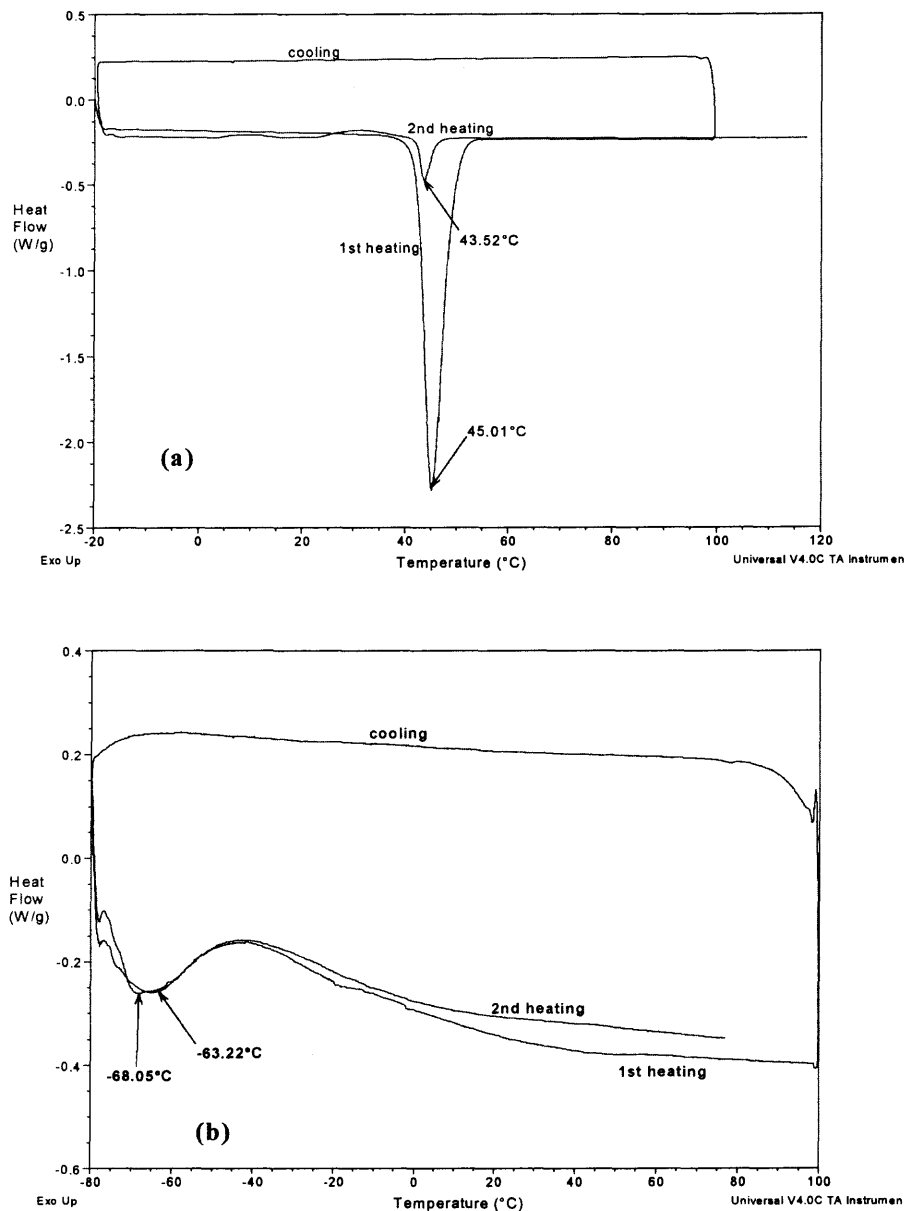 0.5
cooling
0.0
2nd heating
-0.5
Heat
Flow
(W/g)
43.52°C
1st heating
-1.0
-1.5
45.01°C
-2.0
(a)
-2.5
-20 0 20 40 60 80 100 120
Exo Up Temperature (°C) Universal V4.0C TA Instrumen
0.4
cooling
0.2
0.0
Heat
Flow
(W/g)
-0.2
2nd heating
-63.22°C
1st heating
-0.4
-68.05°C
(b)
-0.6
-80 -60 -40 -20 0 20 40 60 80 100
Exo Up Temperature (°C) Universal V4.0C TA Instrumen